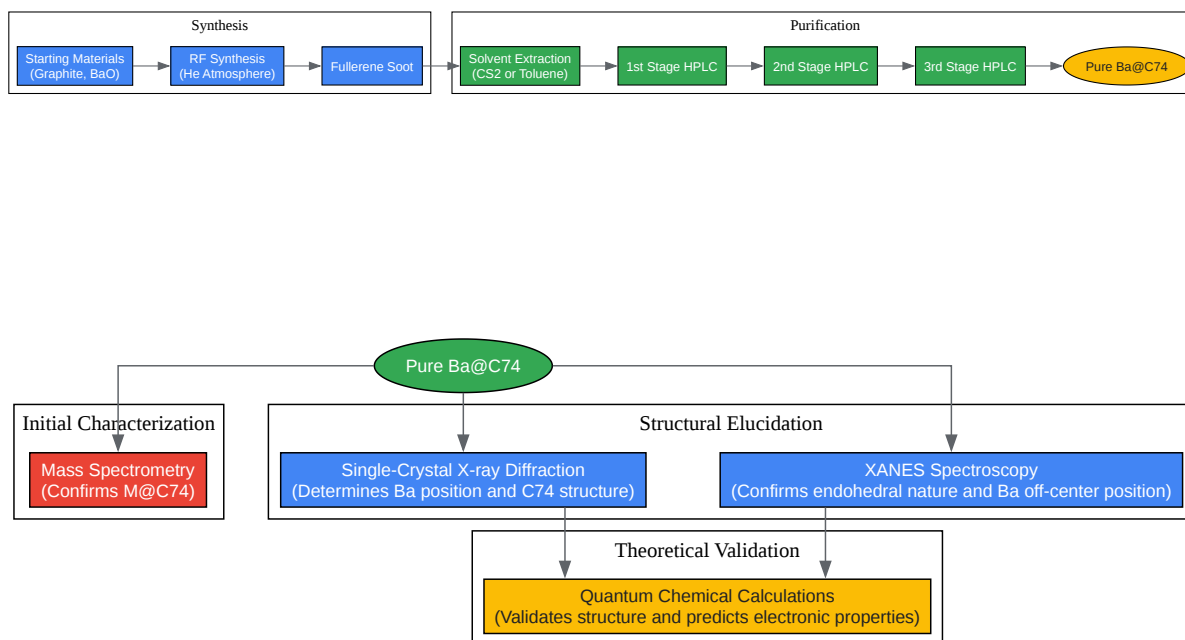 Synthesis
Purification
Starting Materials
(Graphite, BaO)
RF Synthesis
(He Atmosphere)
Fullerene Soot
Solvent Extraction
(CS2 or Toluene)
1st Stage HPLC
2nd Stage HPLC
3rd Stage HPLC
Pure Ba@C74
Pure Ba@C74
Initial Characterization
Mass Spectrometry
(Confirms M@C74)
Structural Elucidation
Single-Crystal X-ray Diffraction
(Determines Ba position and C74 structure)
XANES Spectroscopy
(Confirms endohedral nature and Ba off-center position)
Theoretical Validation
Quantum Chemical Calculations
(Validates structure and predicts electronic properties)